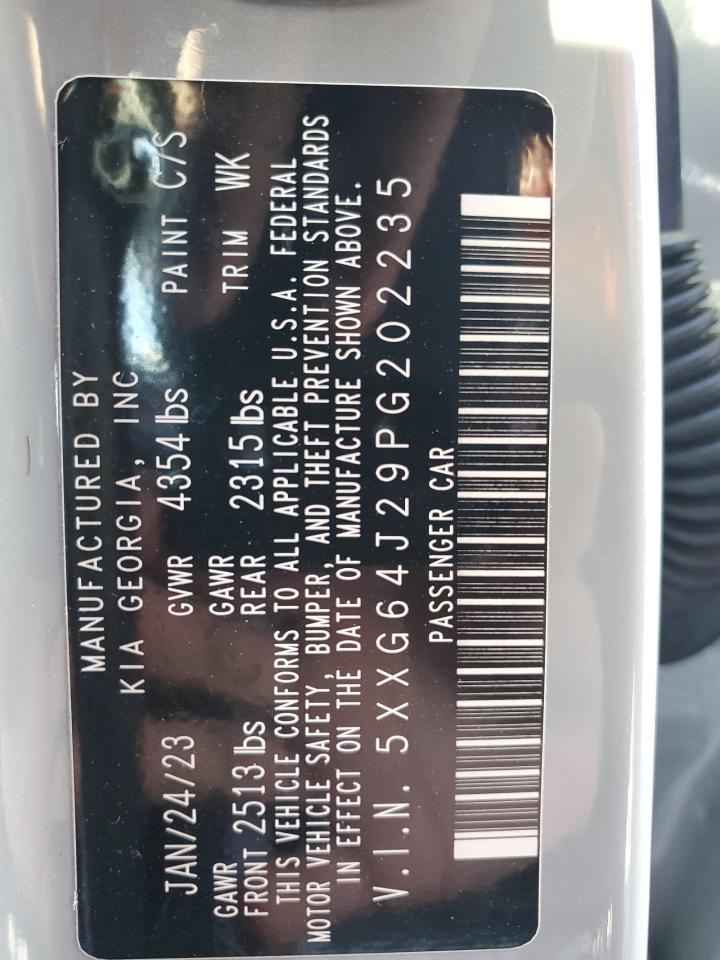 MANUFACTURED BY
KIA GEORGIA, INC
JAN/24/23 GVWR 4354 lbs PAINT C7S
GAWR GAWR
FRONT 2513 lbs REAR 2315 lbs TRIM WK
THIS VEHICLE CONFORMS TO ALL APPLICABLE U.S.A. FEDERAL
MOTOR VEHICLE SAFETY, BUMPER, AND THEFT PREVENTION STANDARDS
IN EFFECT ON THE DATE OF MANUFACTURE SHOWN ABOVE.
V.I.N. 5XXG64J29PG202235
PASSENGER CAR